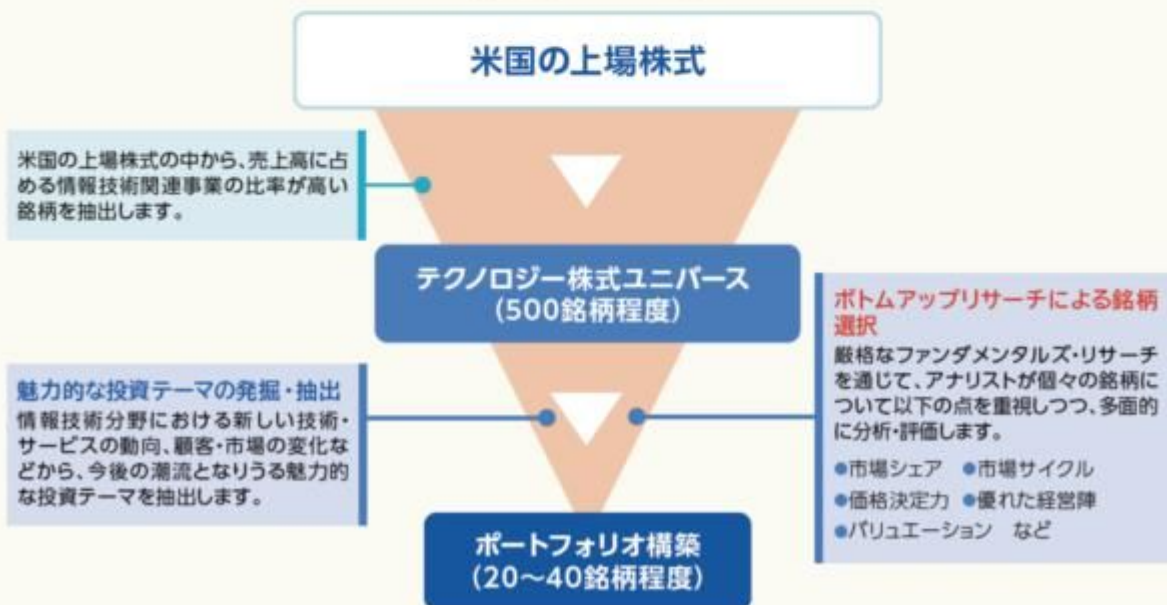 米国の上場株式
米国の上場株式の中から、売上高に占
める情報技術関連事業の比率が高い
銘柄を抽出します。
テクノロジー株式ユニバース
(500銘柄程度)
魅力的な投資テーマの発掘・抽出
情報技術分野における新しい技術・
サービスの動向、顧客・市場の変化な
どから、今後の潮流となりうる魅力的
な投資テーマを抽出します。
ボトムアップリサーチによる銘柄
選択
厳格なファンダメンタルズ・リサーチ
を通じて、アナリストが個々の銘柄に
ついて以下の点を重視しつつ、多面的
に分析・評価します。
●市場シェア ●市場サイクル
●価格決定力 ●優れた経営陣
●バリュエーション など
ポートフォリオ構築
(20～40銘柄程度)